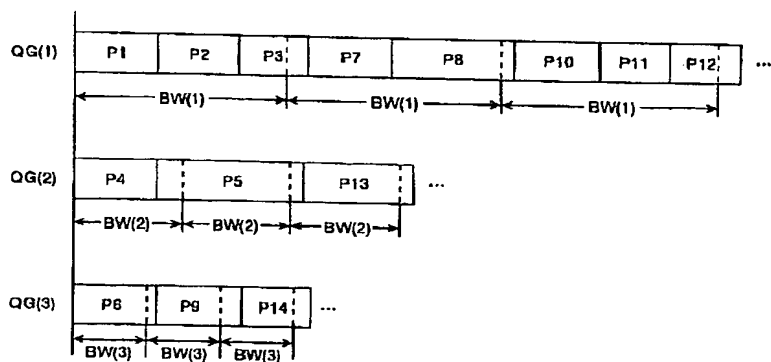 QG(1) P1 P2 P3 P7 P8 P10 P11 P12 ...
BW(1) BW(1) BW(1)
QG(2) P4 P5 P13 ...
BW(2) BW(2) BW(2)
QG(3) P6 P9 P14 ...
BW(3) BW(3) BW(3)